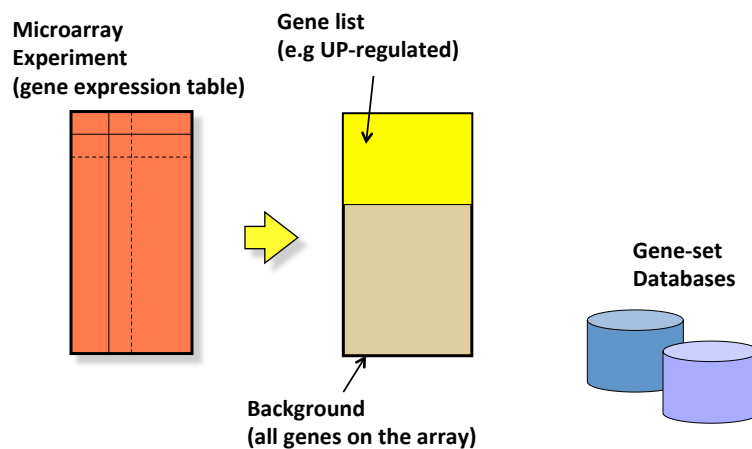 Microarray
Experiment
(gene expression table)
Gene list
(e.g UP-regulated)
Gene-set
Databases
Background
(all genes on the array)